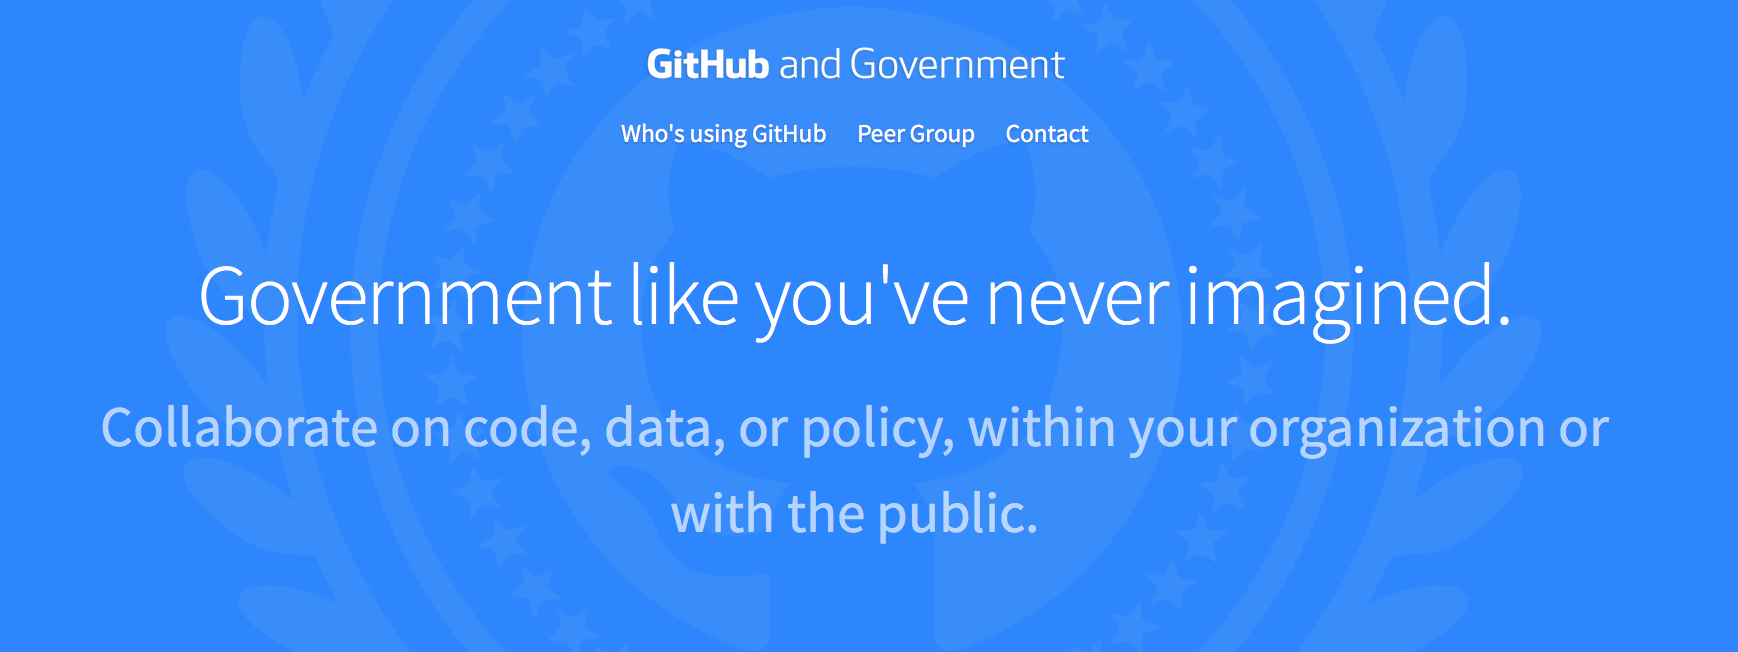 GitHub and Government
Who's using GitHub Peer Group Contact
Government like you've never imagined.
Collaborate on code, data, or policy, within your organization or
with the public.